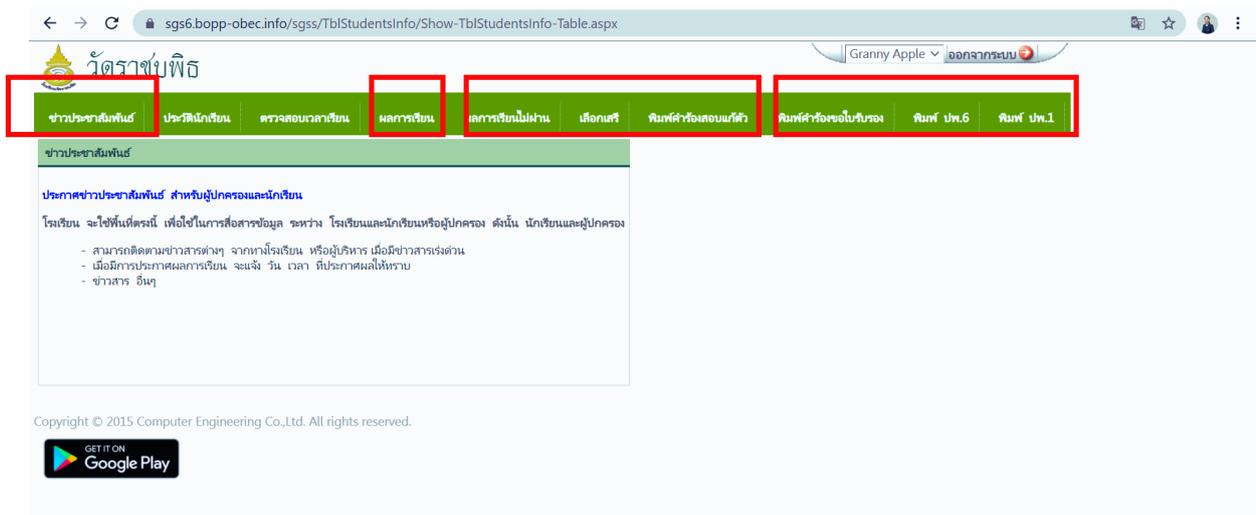 sgs6.bopp-obec.info/sgss/TblStudentsInfo/Show-TblStudentsInfo-Table.aspx
วัดราชบพิธ
Granny Apple ออกจากระบบ
ข่าวประชาสัมพันธ์ ประวัตินักเรียน ตรวจสอบเวลาเรียน ผลการเรียน ผลการเรียนไม่ผ่าน เลือกเสรี พิมพ์คำร้องสอบแก้ตัว พิมพ์คำร้องขอใบรับรอง พิมพ์ ปพ.6 พิมพ์ ปพ.1
ข่าวประชาสัมพันธ์
ประกาศข่าวประชาสัมพันธ์ สำหรับผู้ปกครองและนักเรียน
โรงเรียน จะใช้พื้นที่ตรงนี้ เพื่อใช้ในการสื่อสารข้อมูล ระหว่าง โรงเรียนและนักเรียนหรือผู้ปกครอง ดังนั้น นักเรียนและผู้ปกครอง
- สามารถติดตามข่าวสารต่างๆ จากทางโรงเรียน หรือผู้บริหาร เมื่อมีข่าวสารเร่งด่วน
- เมื่อมีการประกาศผลการเรียน จะแจ้ง วัน เวลา ที่ประกาศผลให้ทราบ
- ข่าวสาร อื่นๆ
Copyright © 2015 Computer Engineering Co.,Ltd. All rights reserved.
GET IT ON
Google Play